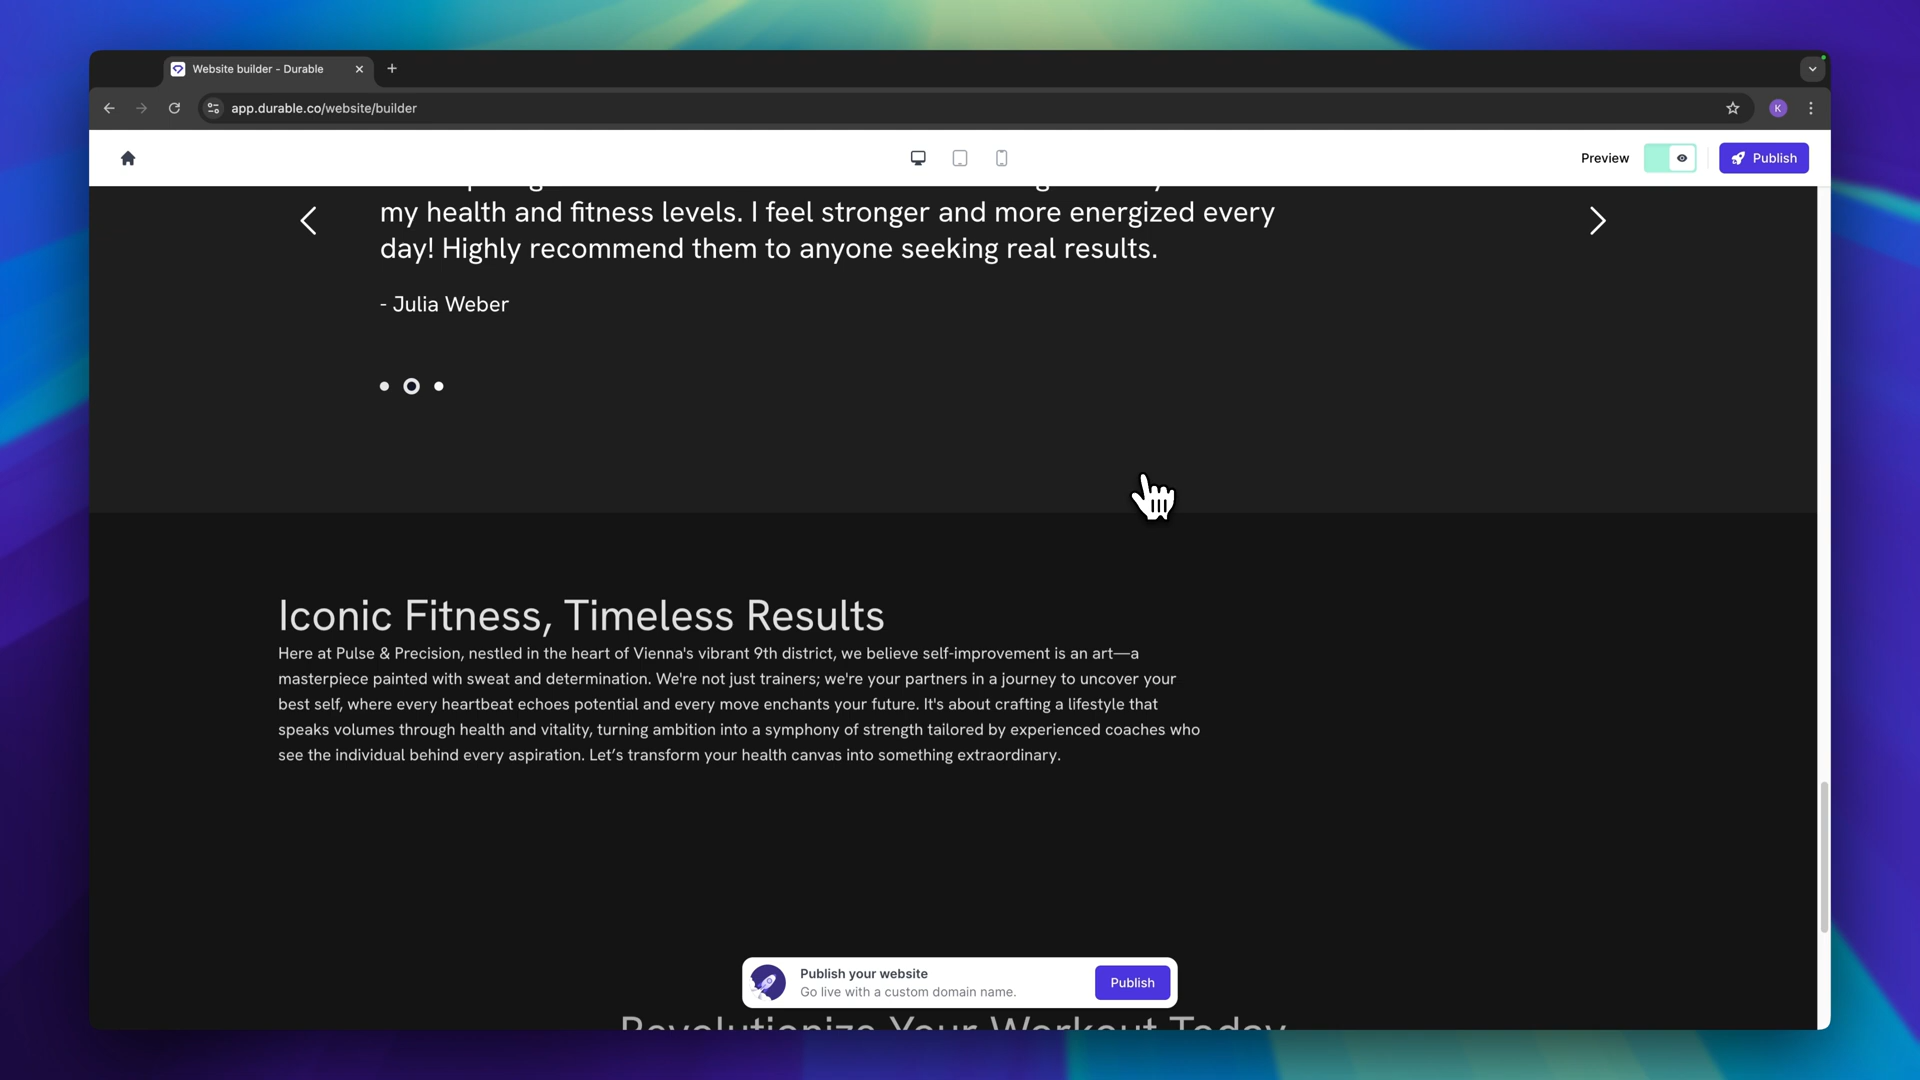 Website builder - Durable
app.durable.co/website/builder
K
Preview
Publish
my health and fitness levels. I feel stronger and more energized every
day! Highly recommend them to anyone seeking real results.
- Julia Weber
Iconic Fitness, Timeless Results
Here at Pulse & Precision, nestled in the heart of Vienna's vibrant 9th district, we believe self-improvement is an art—a
masterpiece painted with sweat and determination. We're not just trainers; we're your partners in a journey to uncover your
best self, where every heartbeat echoes potential and every move enchants your future. It's about crafting a lifestyle that
speaks volumes through health and vitality, turning ambition into a symphony of strength tailored by experienced coaches who
see the individual behind every aspiration. Let’s transform your health canvas into something extraordinary.
Publish your website
Go live with a custom domain name.
Publish
Revolutionize Your Workout Today